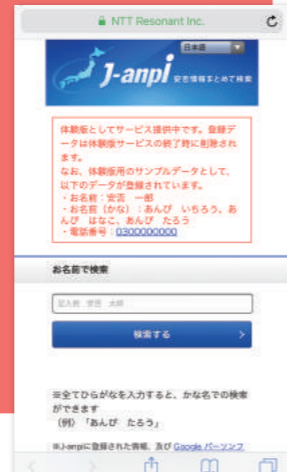 NTT Resonant Inc.
日本語
J-anpi 安否情報まとめて検索
体験版としてサービス提供中です。登録デ
ータは体験版サービスの終了時に削除され
ます。
なお、体験版用のサンプルデータとして、
以下のデータが登録されています。
・お名前：安否 一郎
・お名前（かな）：あんぴ いちろう、あ
んぴ はなこ、あんぴ たろう
・電話番号：0300000000
お名前で検索
記入例 安否 太郎
検索する
※全てひらがなを入力すると、かな名での検索
ができます
（例）「あんぴ たろう」
※J-anpiに登録された情報、及び Google パーソンフ